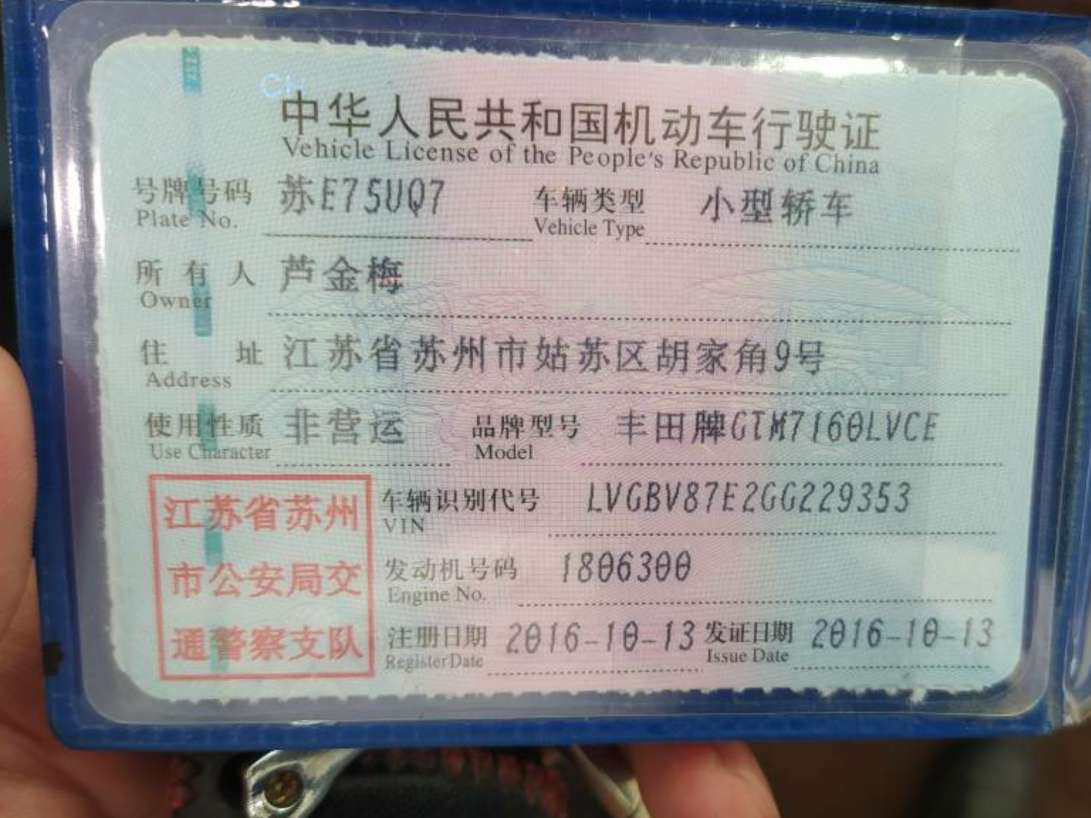 中华人民共和国机动车行驶证
Vehicle License of the People's Republic of China
号牌号码 苏E75UQ7 车辆类型 小型轿车
Plate No. Vehicle Type
所有人 芦金梅
Owner
住址 江苏省苏州市姑苏区胡家角9号
Address
使用性质 非营运 品牌型号 丰田牌GTM7160LVCE
Use Character Model
江苏省苏州
市公安局交
通警察支队
车辆识别代号 LVGBV87E2GG229353
VIN
发动机号码 1806300
Engine No.
注册日期 2016-10-13 发证日期 2016-10-13
Register Date Issue Date